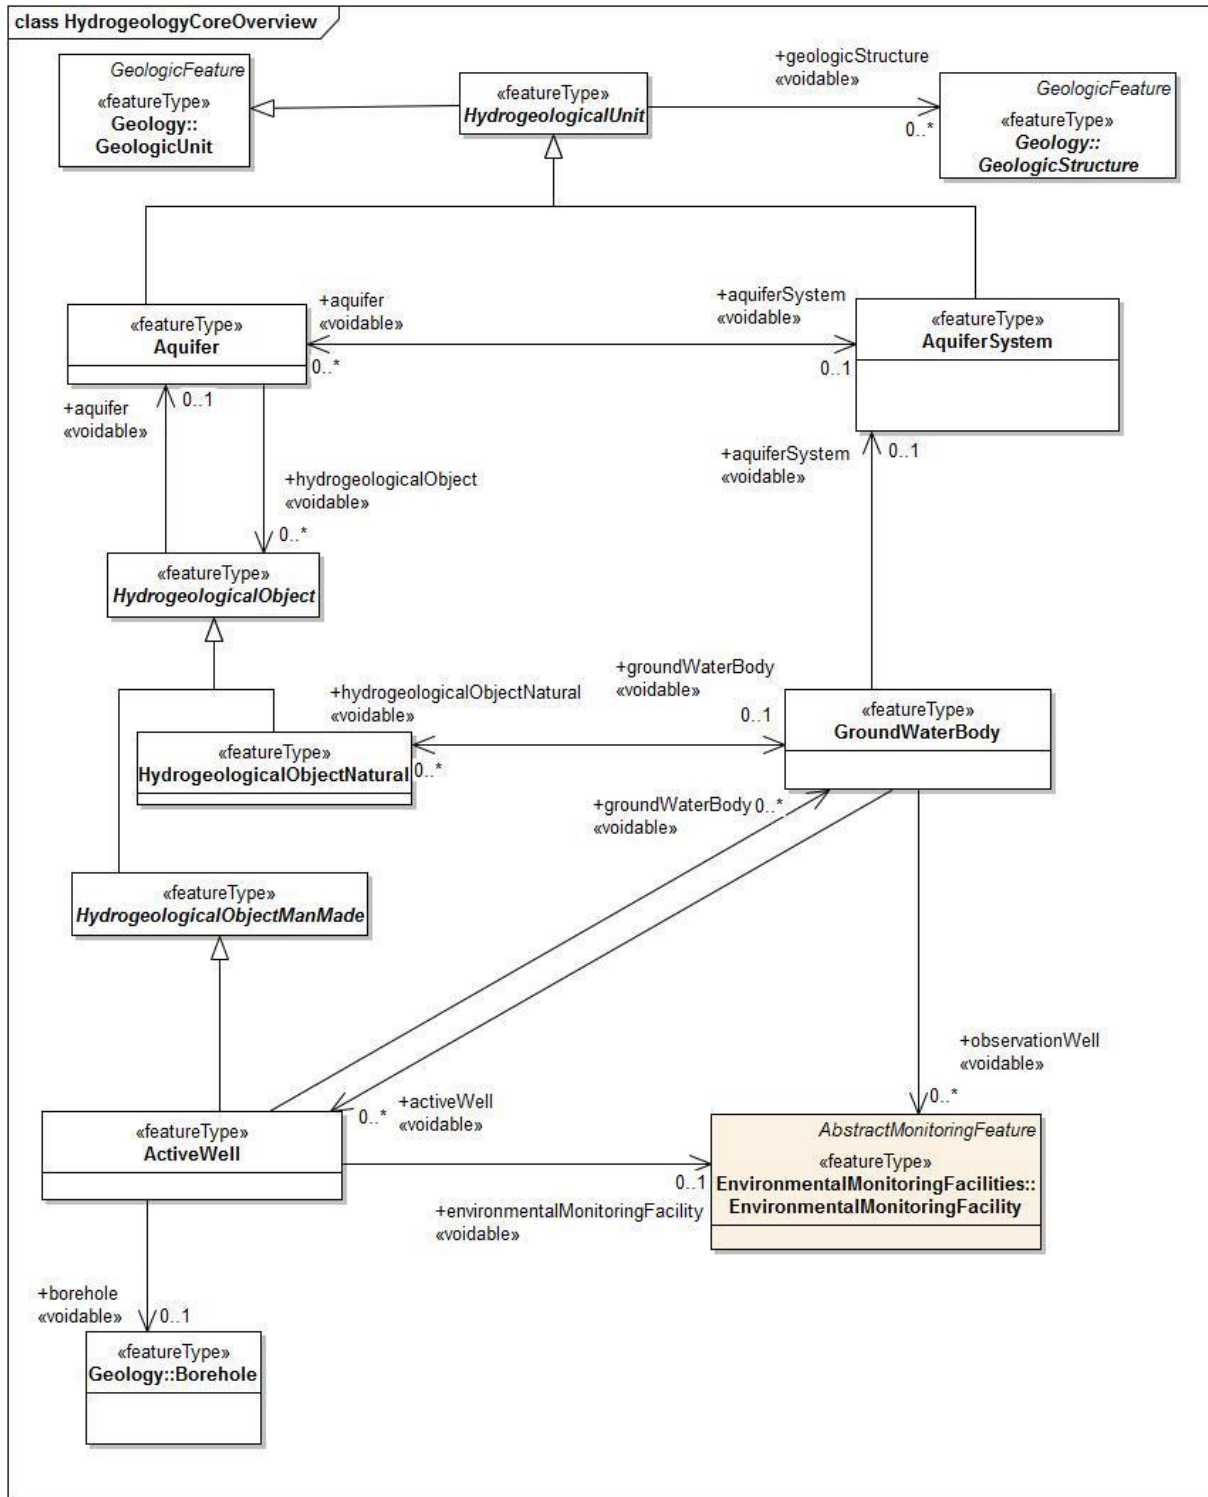 class HydrogeologyCoreOverview
GeologicFeature
«featureType»
Geology::
GeologicUnit
«featureType»
HydrogeologicalUnit
+geologicStructure
«voidable»
0..*
GeologicFeature
«featureType»
Geology::
GeologicStructure
«featureType»
Aquifer
+aquifer
«voidable»
0..*
+aquiferSystem
«voidable»
0..1
«featureType»
AquiferSystem
+aquifer
«voidable»
0..1
+hydrogeologicalObject
«voidable»
0..*
+aquiferSystem
«voidable»
0..1
«featureType»
HydrogeologicalObject
+hydrogeologicalObjectNatural
«voidable»
0..*
+groundWaterBody
«voidable»
0..1
«featureType»
GroundWaterBody
«featureType»
HydrogeologicalObjectNatural
+groundWaterBody 0..*
«voidable»
«featureType»
HydrogeologicalObjectManMade
+observationWell
«voidable»
0..*
0..* +activeWell
«voidable»
«featureType»
ActiveWell
0..1
+environmentalMonitoringFacility
«voidable»
AbstractMonitoringFeature
«featureType»
EnvironmentalMonitoringFacilities::
EnvironmentalMonitoringFacility
+borehole
«voidable»
0..1
«featureType»
Geology::Borehole